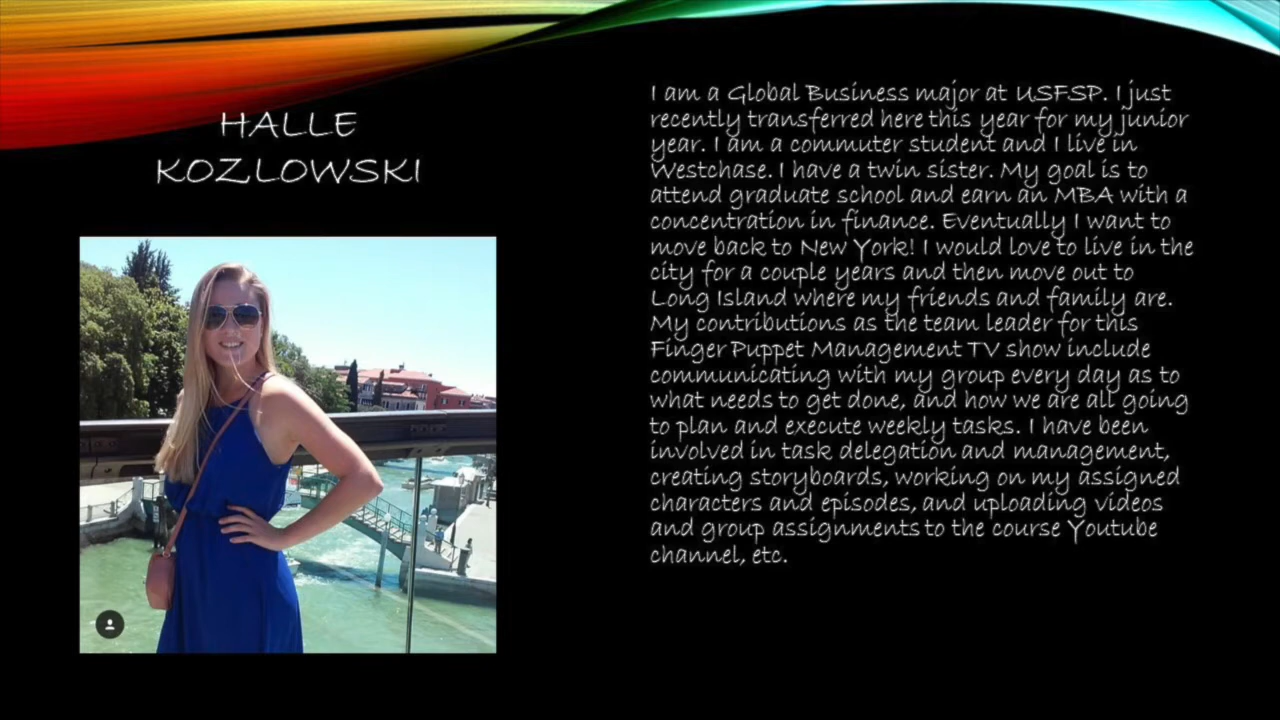 HALLE
KOZLOWSKI
I am a Global Business major at USFSP. I just
recently transferred here this year for my junior
year. I am a commuter student and I live in
Westchase. I have a twin sister. My goal is to
attend graduate school and earn an MBA with a
concentration in finance. Eventually I want to
move back to New York! I would love to live in the
city for a couple years and then move out to
Long Island where my friends and family are.
My contributions as the team leader for this
Finger Puppet Management TV show include
communicating with my group every day as to
what needs to get done, and how we are all going
to plan and execute weekly tasks. I have been
involved in task delegation and management,
creating storyboards, working on my assigned
characters and episodes, and uploading videos
and group assignments to the course Youtube
channel, etc.